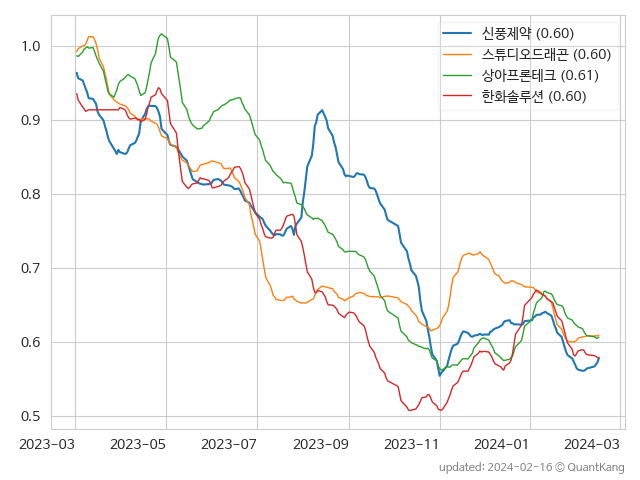 신풍제약 (0.60)
스튜디오드래곤 (0.60)
상아프론테크 (0.61)
한화솔루션 (0.60)
1.0
0.9
0.8
0.7
0.6
0.5
2023-03 2023-05 2023-07 2023-09 2023-11 2024-01 2024-03
updated: 2024-02-16 © QuantKang